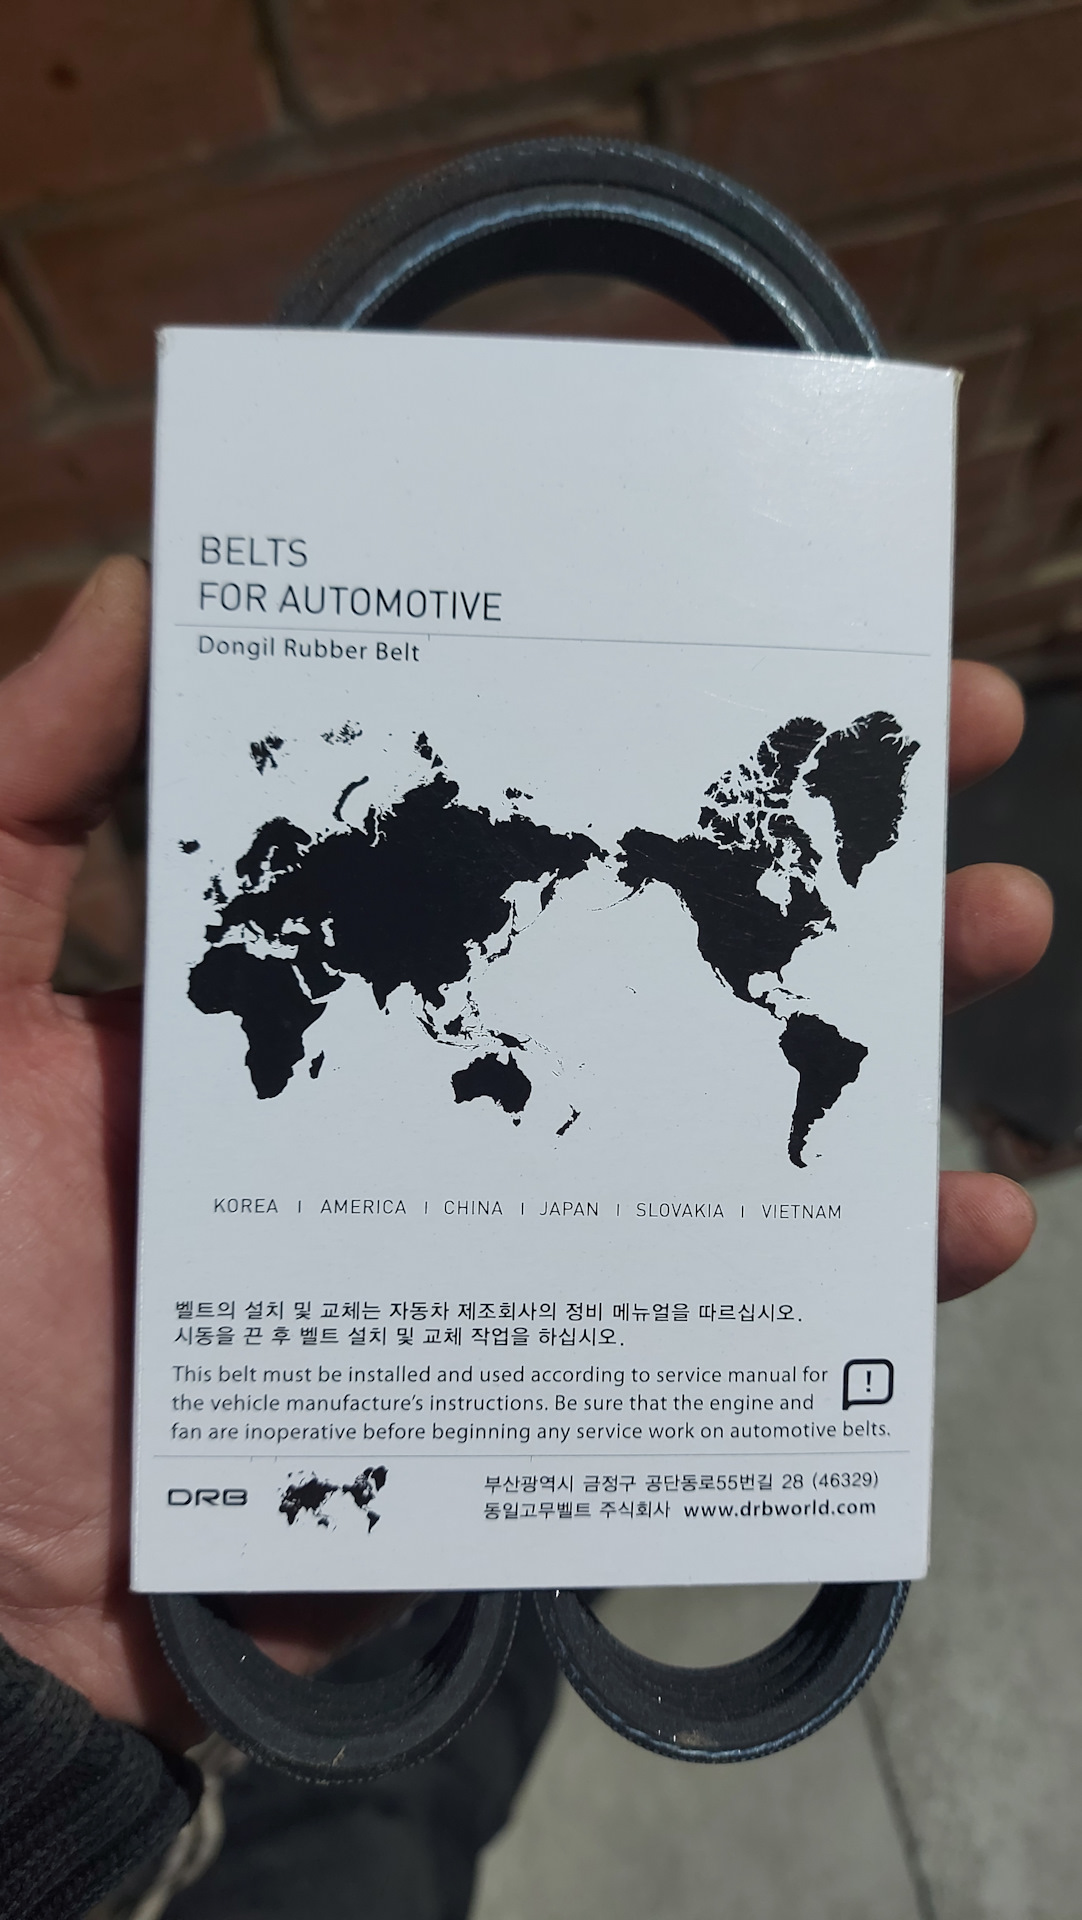 BELTS
FOR AUTOMOTIVE
Dongil Rubber Belt
KOREA | AMERICA | CHINA | JAPAN | SLOVAKIA | VIETNAM
벨트의 설치 및 교체는 자동차 제조회사의 정비 메뉴얼을 따르십시오.
시동을 끈 후 벨트 설치 및 교체 작업을 하십시오.
This belt must be installed and used according to service manual for
the vehicle manufacture's instructions. Be sure that the engine and
fan are inoperative before beginning any service work on automotive belts.
!
DRB
부산광역시 금정구 공단동로55번길 28 (46329)
동일고무벨트 주식회사 www.drbworld.com